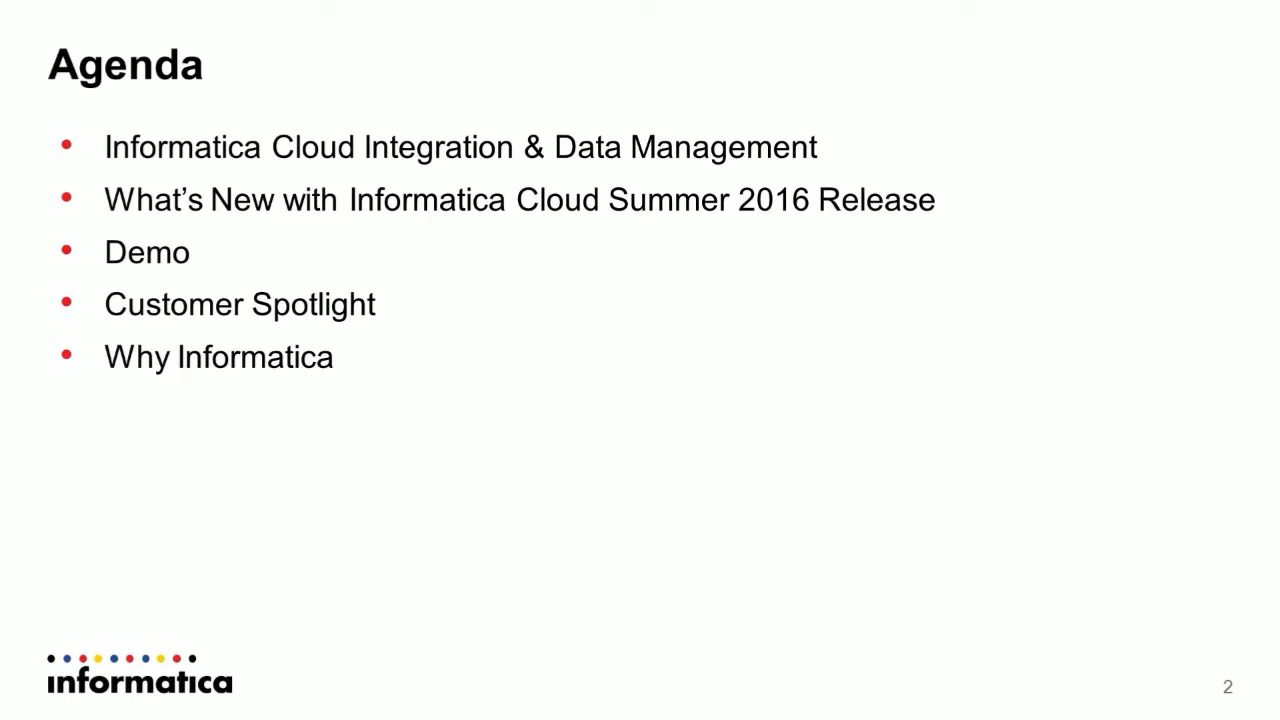 Agenda
• Informatica Cloud Integration & Data Management
• What’s New with Informatica Cloud Summer 2016 Release
• Demo
• Customer Spotlight
• Why Informatica
informatica
2